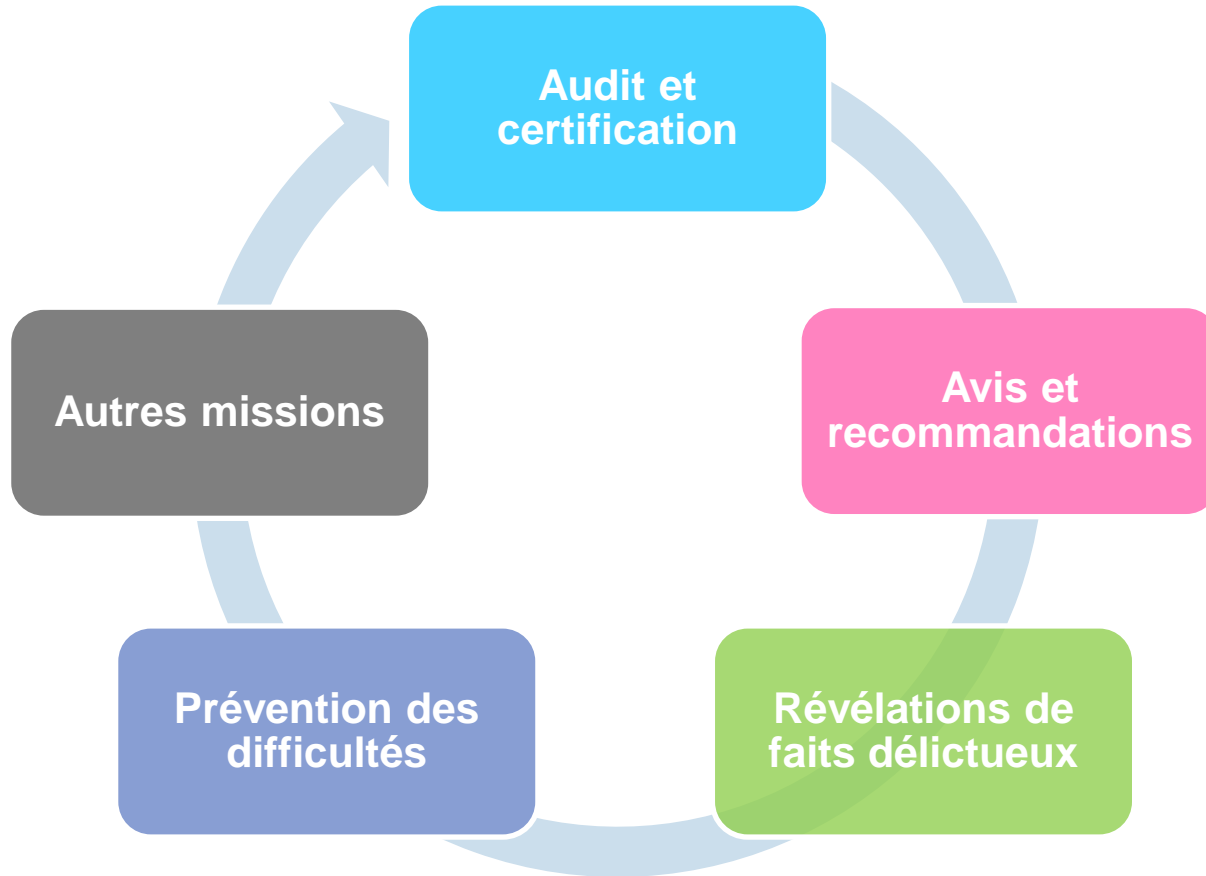 Audit et
certification
Avis et
recommandations
Révélations de
faits délictueux
Prévention des
difficultés
Autres missions